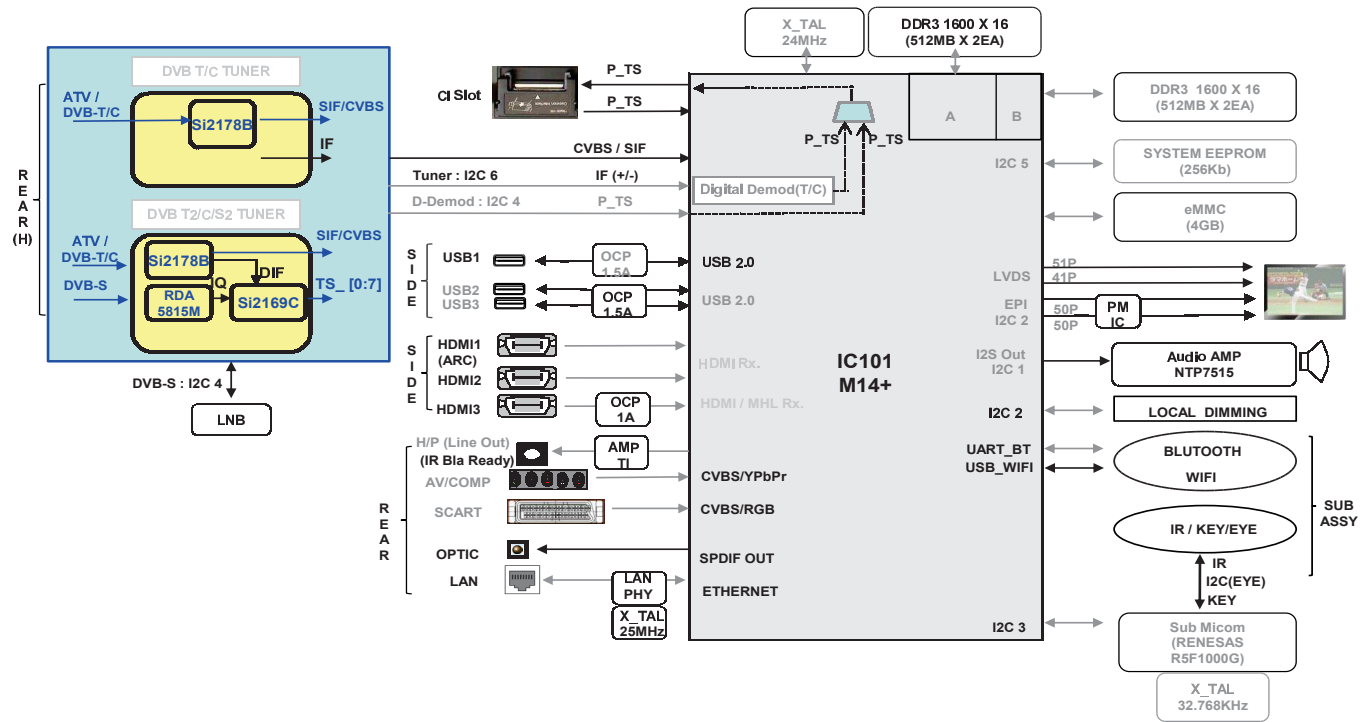 X_TAL
24MHz
DDR3 1600 X 16
(512MB X 2EA)
DVB T/C TUNER
ATV /
DVB-T/C
Si2178B
SIF/CVBS
IF
REAR
(H)
DVB T2/C/S2 TUNER
ATV /
DVB-T/C
DVB-S
Si2178B
SIF/CVBS
DIF
IQ
RDA
5815M
Si2169C
TS_ [0:7]
DVB-S : I2C 4
LNB
CI Slot
P_TS
P_TS
CVBS / SIF
Tuner : I2C 6
IF (+/-)
D-Demod : I2C 4
P_TS
A
B
P_TS
P_TS
Digital Demod(T/C)
SIDE
USB1
OCP
1.5A
USB 2.0
USB2
USB3
OCP
1.5A
USB 2.0
SIDE
HDMI1
(ARC)
HDMI2
HDMI3
OCP
1A
HDMI Rx.
HDMI / MHL Rx.
IC101
M14+
REAR
H/P (Line Out)
(IR Bla Ready)
AMP
TI
AV/COMP
CVBS/YPbPr
SCART
CVBS/RGB
OPTIC
SPDIF OUT
LAN
LAN
PHY
ETHERNET
X_TAL
25MHz
DDR3 1600 X 16
(512MB X 2EA)
I2C 5
SYSTEM EEPROM
(256Kb)
eMMC
(4GB)
LVDS
51P
41P
EPI
I2C 2
50P
50P
PM
IC
I2S Out
I2C 1
Audio AMP
NTP7515
I2C 2
LOCAL DIMMING
UART_BT
USB_WIFI
BLUTOOTH
WIFI
SUB
ASSY
IR / KEY/EYE
IR
I2C(EYE)
KEY
I2C 3
Sub Micom
(RENESAS
R5F1000G)
X_TAL
32.768KHz